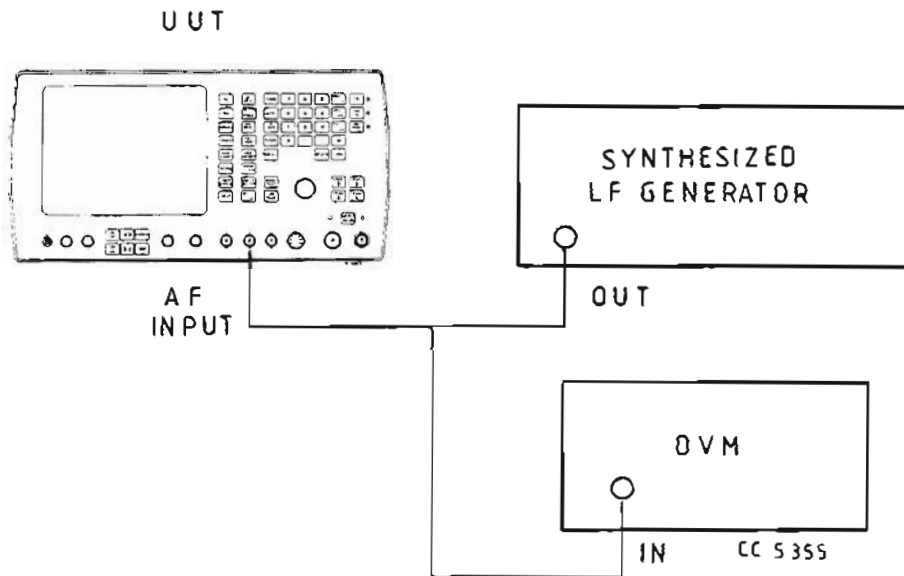 UUT
SYNTHESIZED
LF GENERATOR
AF
INPUT
OUT
DVM
IN
CC 5355